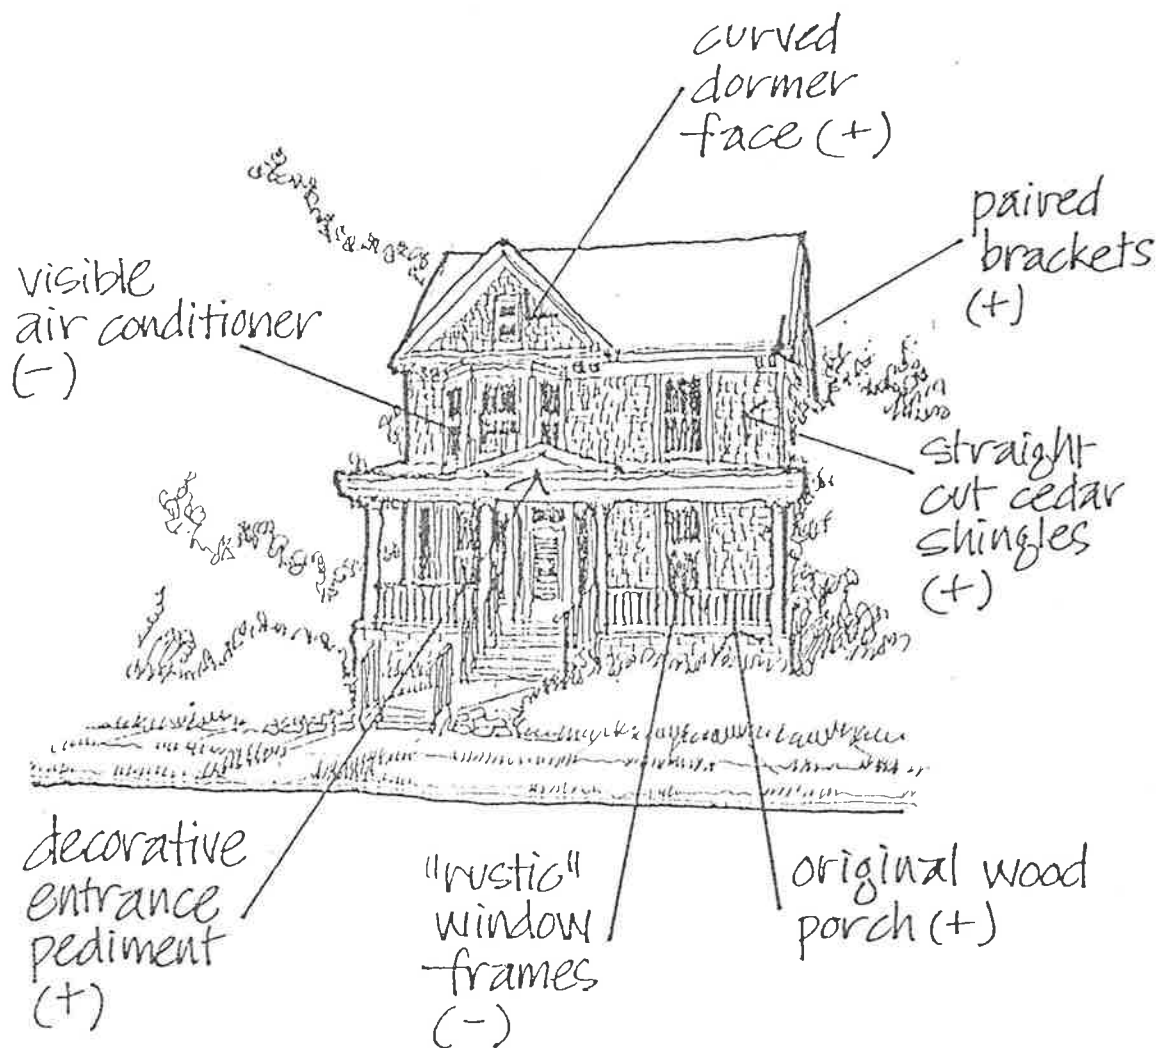 curved
dormer
face (+)
paired
brackets
(+)
visible
air conditioner
(-)
straight
cut cedar
shingles
(+)
decorative
entrance
pediment
(+)
"rustic"
window
frames
(-)
original wood
porch (+)